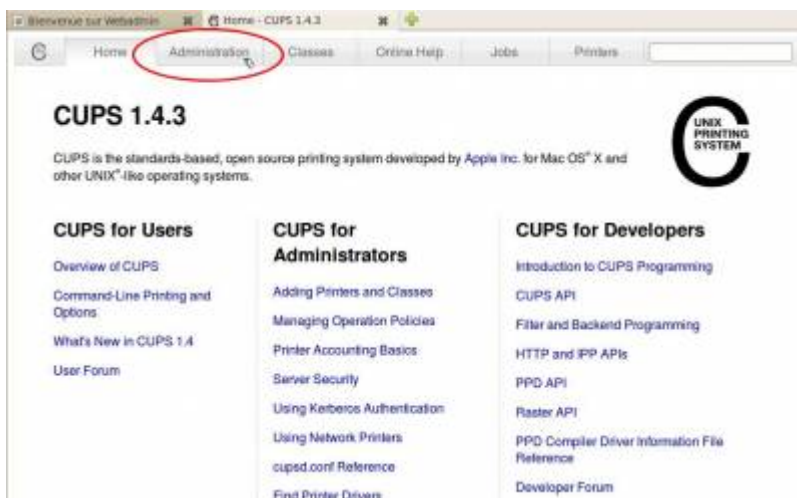 Bienvenue sur Webadmin
Home - CUPS 1.4.3
Home
Administration
Classes
Online Help
Jobs
Printers
CUPS 1.4.3
CUPS is the standards-based, open source printing system developed by Apple Inc. for Mac OS® X and
other UNIX®-like operating systems.
UNIX
PRINTING
SYSTEM
CUPS for Users
Overview of CUPS
Command-Line Printing and
Options
What's New in CUPS 1.4
User Forum
CUPS for
Administrators
Adding Printers and Classes
Managing Operation Policies
Printer Accounting Basics
Server Security
Using Kerberos Authentication
Using Network Printers
cupsd.conf Reference
Find Printer Drivers
CUPS for Developers
Introduction to CUPS Programming
CUPS API
Filter and Backend Programming
HTTP and IPP APIs
PPD API
Raster API
PPD Compiler Driver Information File
Reference
Developer Forum